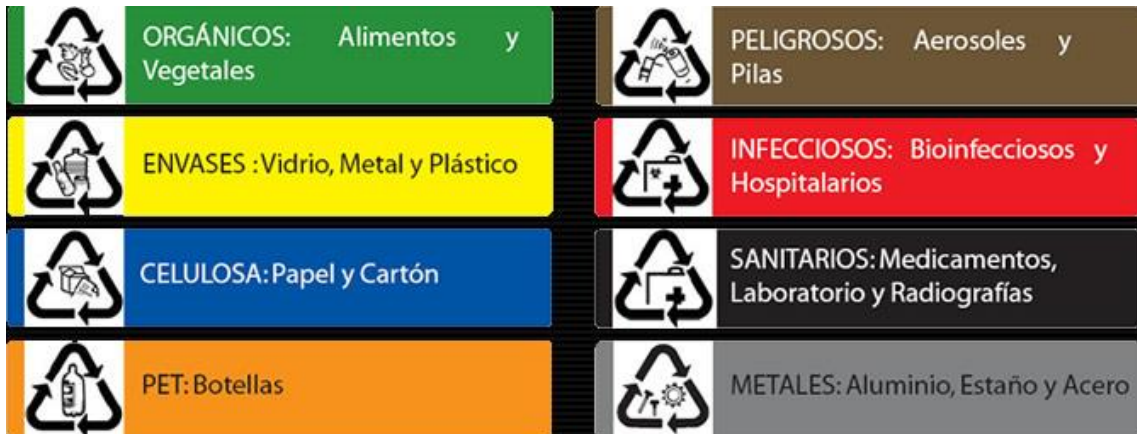 ORGÁNICOS: Alimentos y
Vegetales
ENVASES : Vidrio, Metal y Plástico
CELULOSA: Papel y Cartón
PET: Botellas
PELIGROSOS: Aerosoles y
Pilas
INFECCIOSOS: Bioinfecciosos y
Hospitalarios
SANITARIOS: Medicamentos,
Laboratorio y Radiografías
METALES: Aluminio, Estaño y Acero